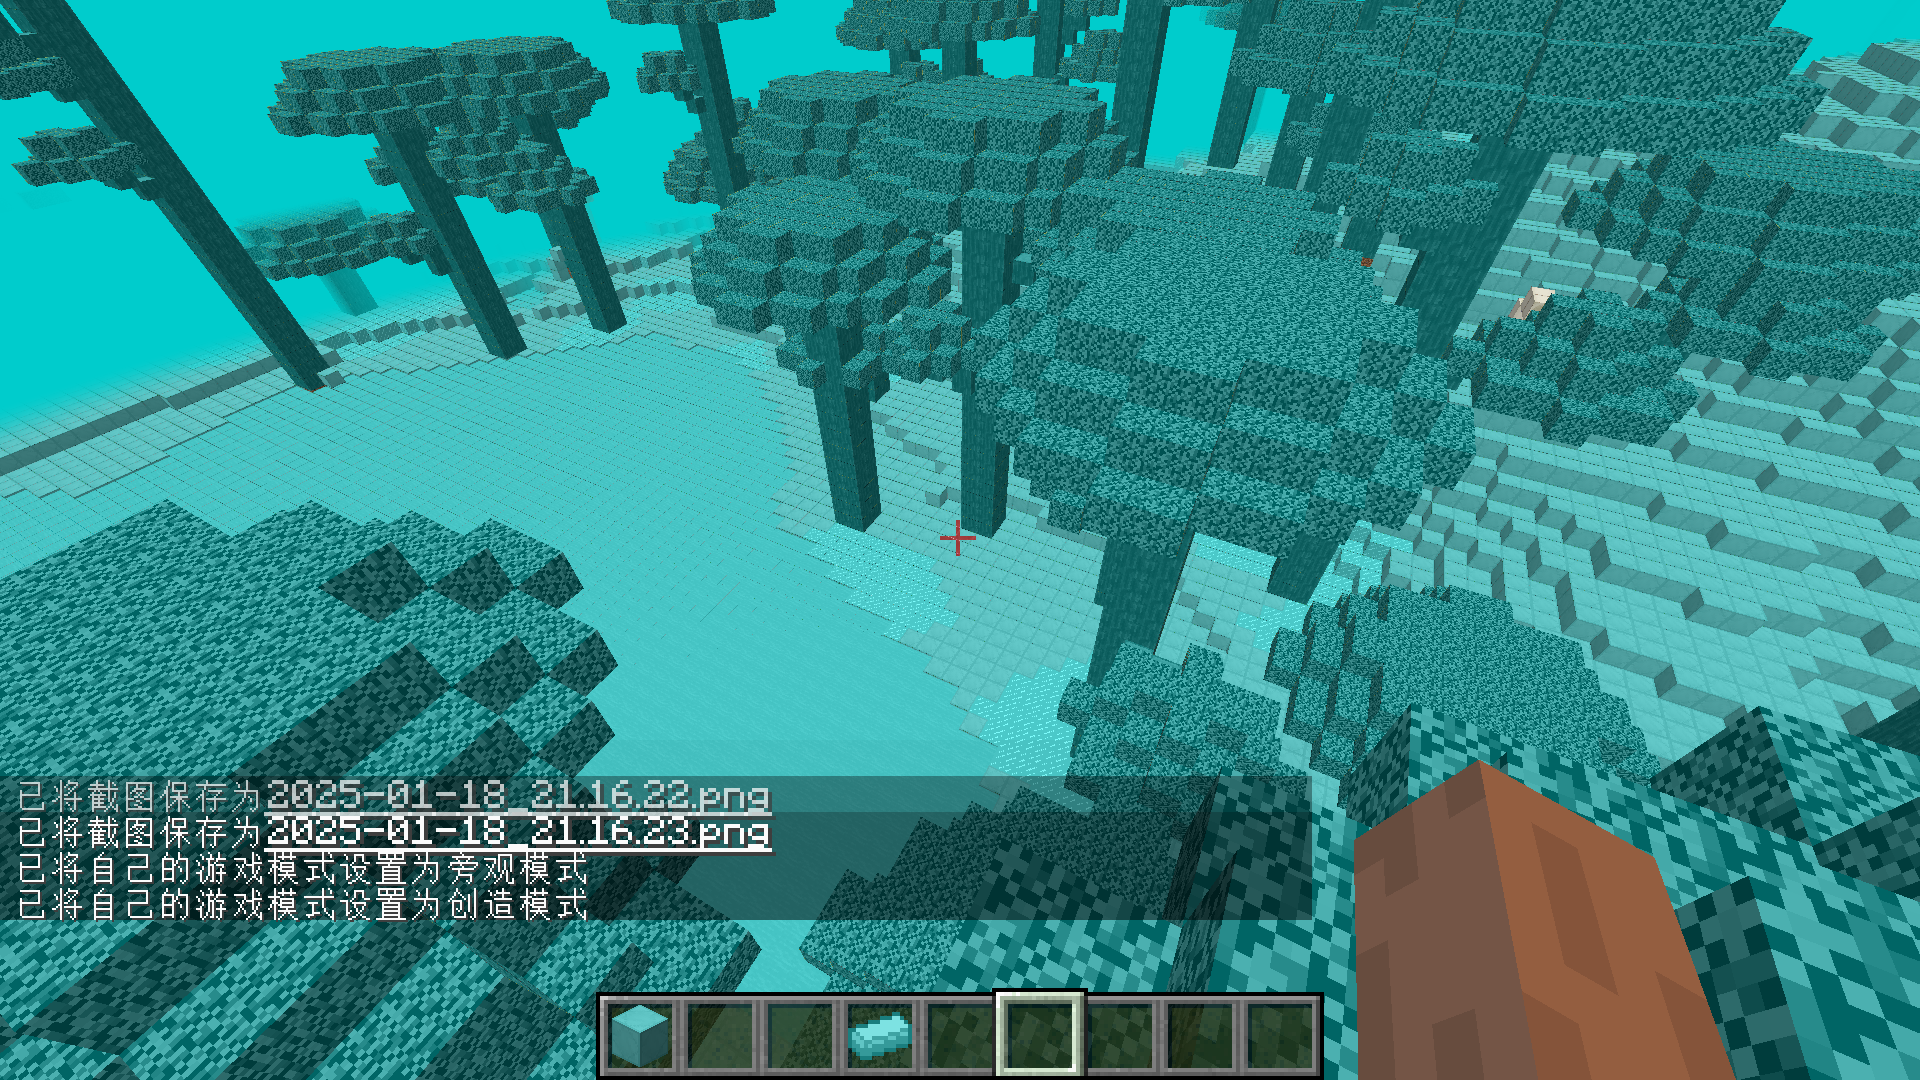 已将截图保存为2025-01-18_21.16.22.png
已将截图保存为2025-01-18_21.16.23.png
已将自己的游戏模式设置为旁观模式
已将自己的游戏模式设置为创造模式